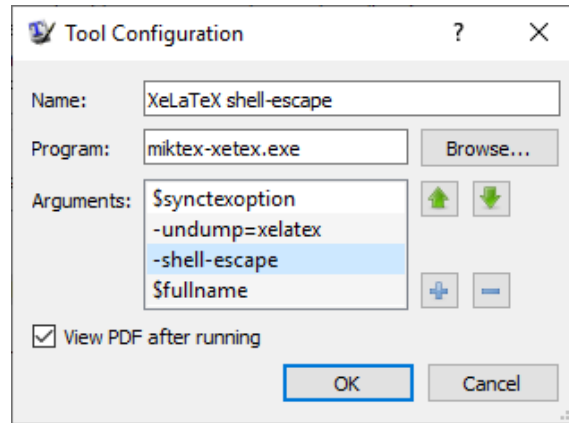 Tool Configuration ?
Name: XeLaTeX shell-escape
Program: miktex-xetex.exe Browse...
Arguments: $synctexoption
-undump=xelatex
-shell-escape
$fullname
View PDF after running
OK Cancel